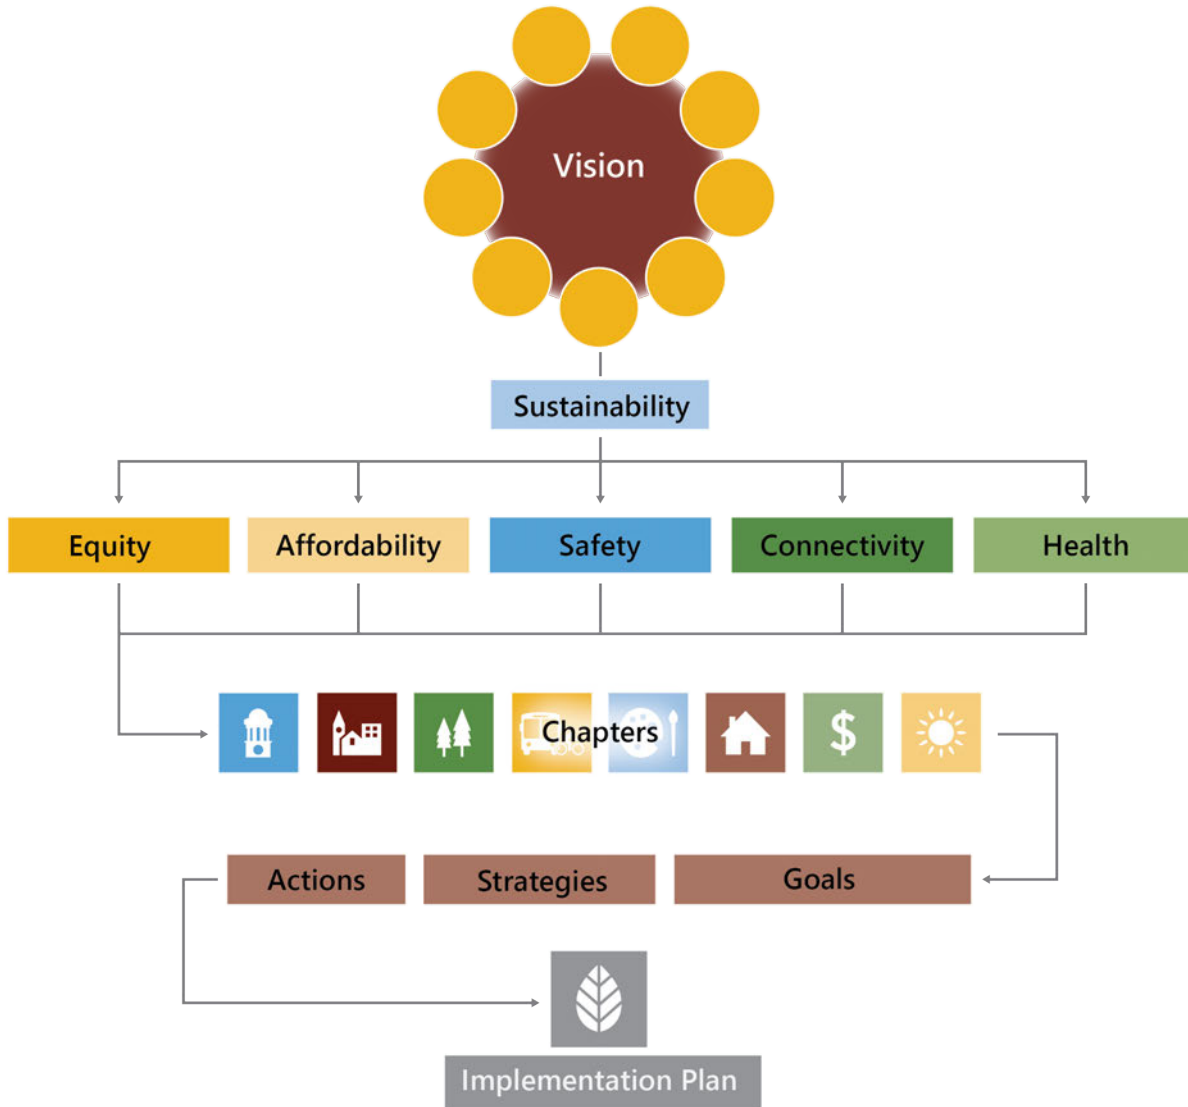 Vision
Sustainability
Equity
Affordability
Safety
Connectivity
Health
Chapters
$
Actions
Strategies
Goals
Implementation Plan